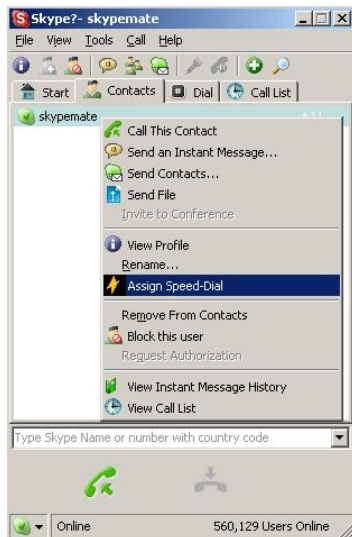 Skype?- skypemate
File View Tools Call Help
Start Contacts Dial Call List
skypemate
Call This Contact
Send an Instant Message...
Send Contacts...
Send File
Invite to Conference
View Profile
Rename...
Assign Speed-Dial
Remove From Contacts
Block this user
Request Authorization
View Instant Message History
View Call List
Type Skype Name or number with country code
Online 560,129 Users Online